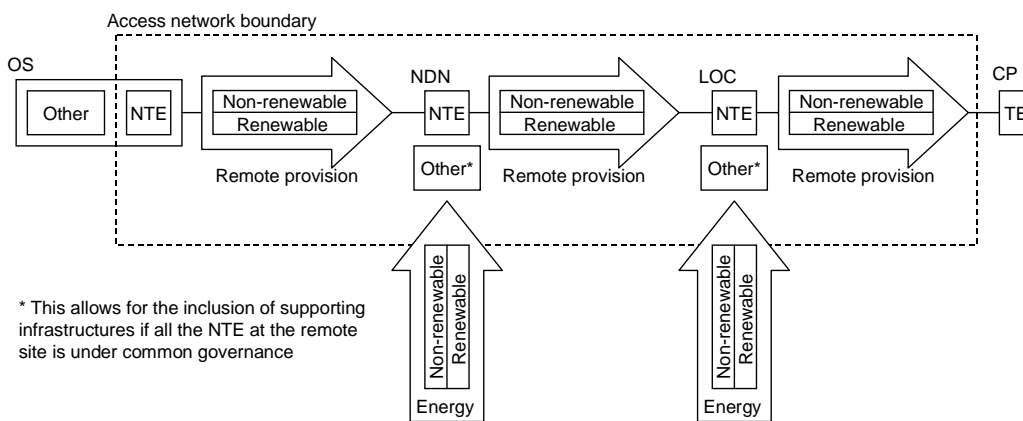 Access network boundary
OS
NDN
LOC
CP
Other
NTE
Non-renewable
Renewable
NTE
Non-renewable
Renewable
NTE
Non-renewable
Renewable
TE
Remote provision
Other*
Remote provision
Other*
Remote provision
Non-renewable
Renewable
Non-renewable
Renewable
* This allows for the inclusion of supporting
infrastructures if all the NTE at the remote
site is under common governance
Energy
Energy